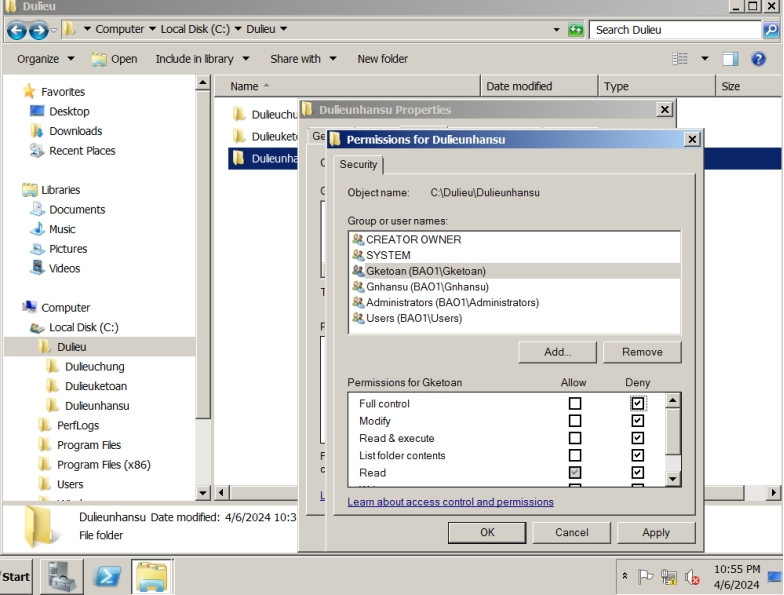 Dulieu
Computer Local Disk (C:) Dulieu
Search Dulieu
Organize Open Include in library Share with New folder
Favorites
Desktop
Downloads
Recent Places
Libraries
Documents
Music
Pictures
Videos
Computer
Local Disk (C:)
Dulieu
Dulieuchung
Dulieuketoan
Dulieunhansu
PerfLogs
Program Files
Program Files (x86)
Users
Name Date modified Type Size
Dulieuchu
Dulieuket
Dulieunha
Dulieunhansu Properties
Ge
Permissions for Dulieunhansu
Security
Object name: C:\Dulieu\Dulieunhansu
Group or user names:
CREATOR OWNER
SYSTEM
Gketoan (BAO1\Gketoan)
Gnhansu (BAO1\Gnhansu)
Administrators (BAO1\Administrators)
Users (BAO1\Users)
Add... Remove
Permissions for Gketoan Allow Deny
Full control
Modify
Read & execute
List folder contents
Read
Learn about access control and permissions
OK Cancel Apply
Dulieunhansu Date modified: 4/6/2024 10:3
File folder
Start
10:55 PM
4/6/2024